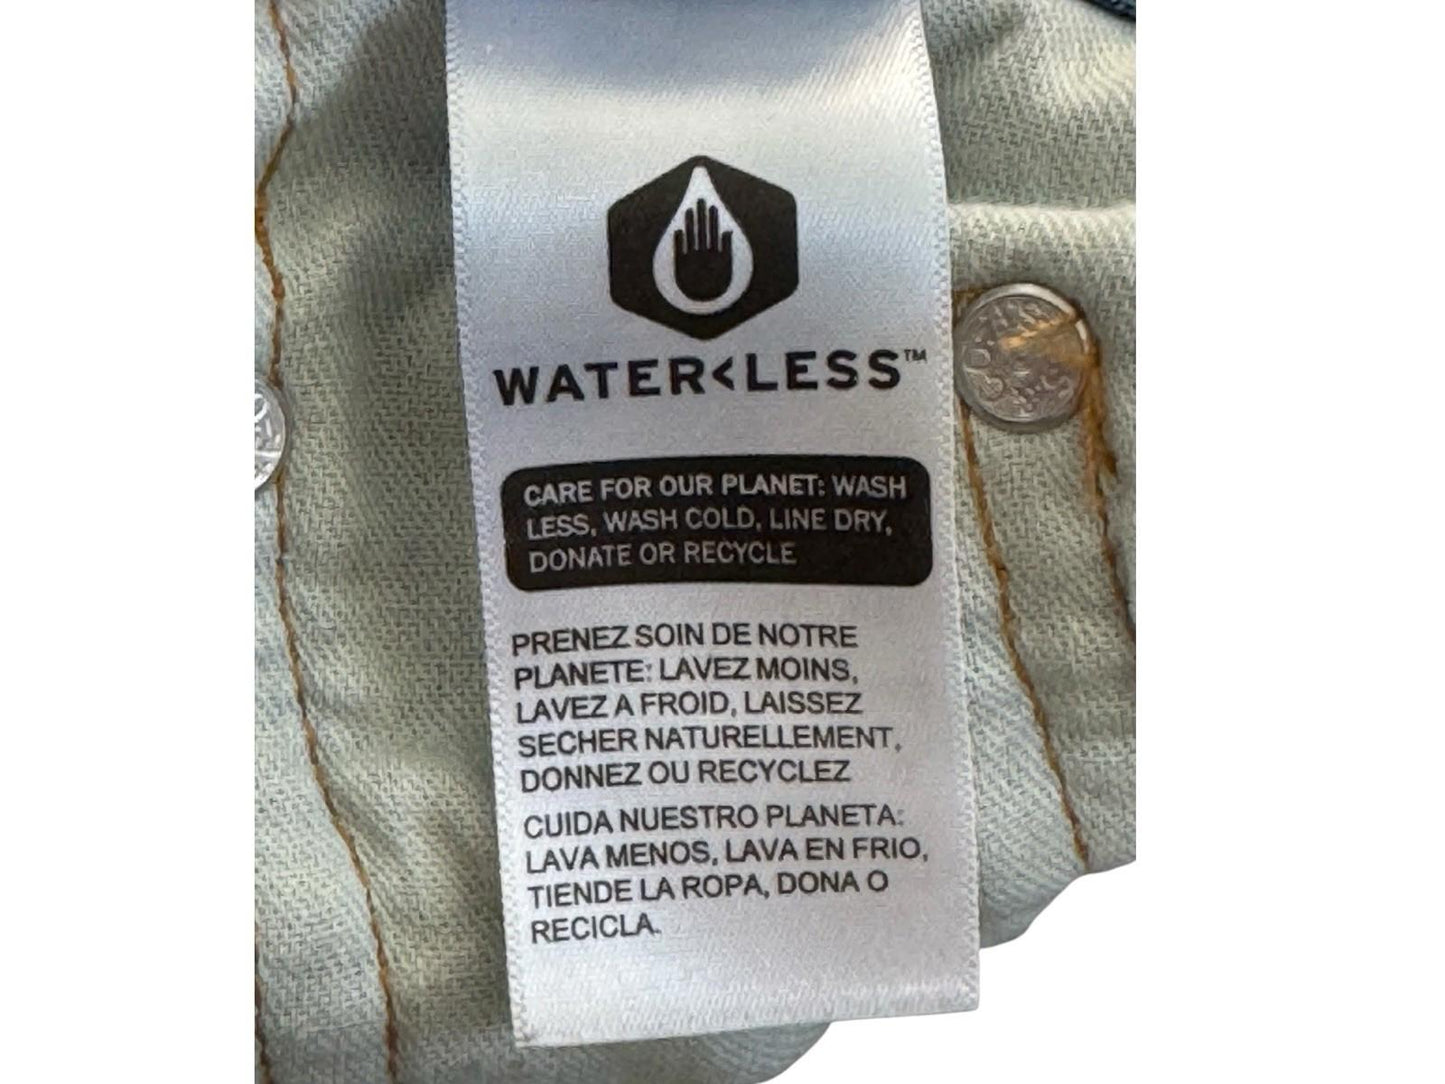 WATER<LESS™
CARE FOR OUR PLANET: WASH
LESS, WASH COLD, LINE DRY,
DONATE OR RECYCLE
PRENEZ SOIN DE NOTRE
PLANETE: LAVEZ MOINS,
LAVEZ A FROID, LAISSEZ
SECHER NATURELLEMENT,
DONNEZ OU RECYCLEZ
CUIDA NUESTRO PLANETA:
LAVA MENOS, LAVA EN FRIO,
TIENDE LA ROPA, DONA O
RECICLA.